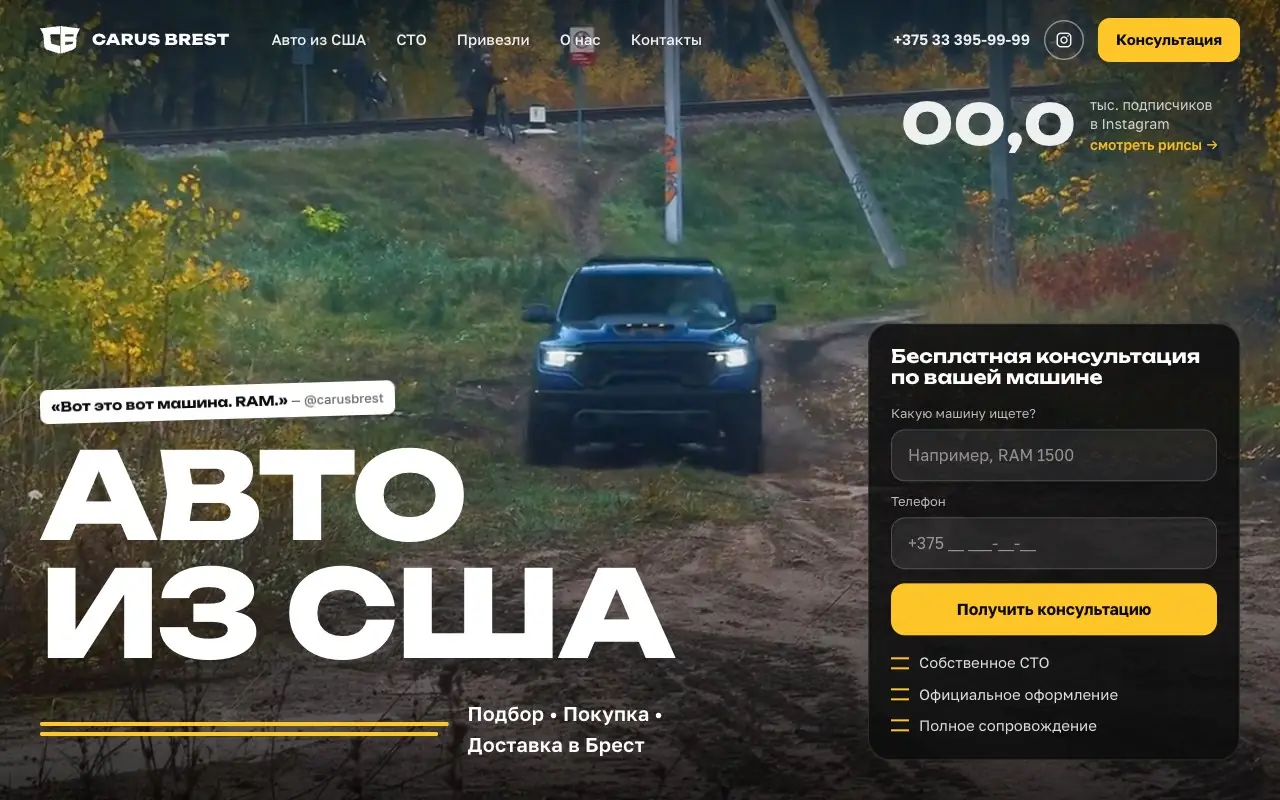 CARUS BREST
Авто из США
СТО
Привезли
О нас
Контакты
+375 33 395-99-99
Консультация
00,0
тыс. подписчиков
в Instagram
смотреть рилсы →
«Вот это вот машина. RAM.» — @carusbrest
АВТО
ИЗ США
Подбор • Покупка •
Доставка в Брест
Бесплатная консультация
по вашей машине
Какую машину ищете?
Например, RAM 1500
Телефон
+375 __ ___-__-__
Получить консультацию
Собственное СТО
Официальное оформление
Полное сопровождение